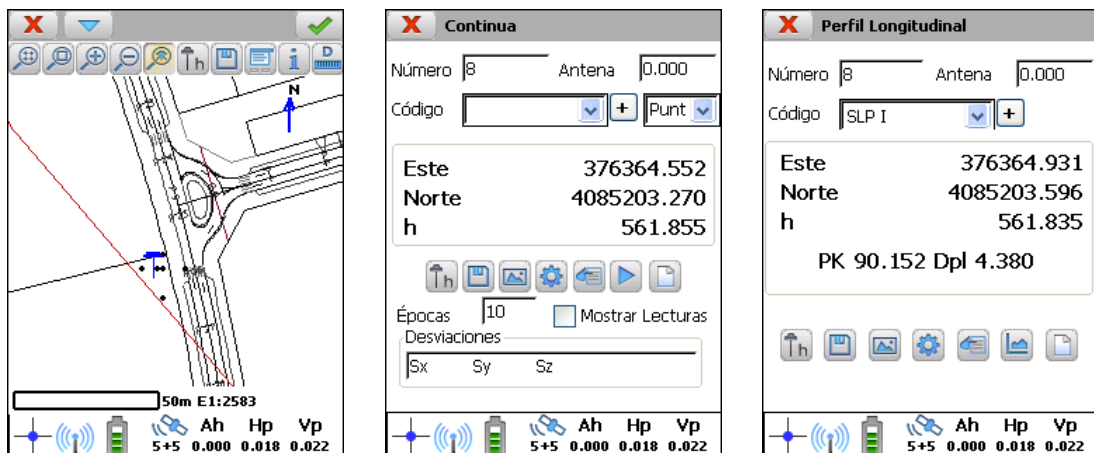 h
i
D
N
50m E1:2583
Ah Hp Vp
5+5 0.000 0.018 0.022
Continua
Número 8 Antena 0.000
Código + Punt
Este 376364.552
Norte 4085203.270
h 561.855
h
Épocas 10 Mostrar Lecturas
Desviaciones
Sx Sy Sz
Ah Hp Vp
5+5 0.000 0.018 0.022
Perfil Longitudinal
Número 8 Antena 0.000
Código SLP I +
Este 376364.931
Norte 4085203.596
h 561.835
PK 90.152 Dpl 4.380
h
Ah Hp Vp
5+5 0.000 0.018 0.022